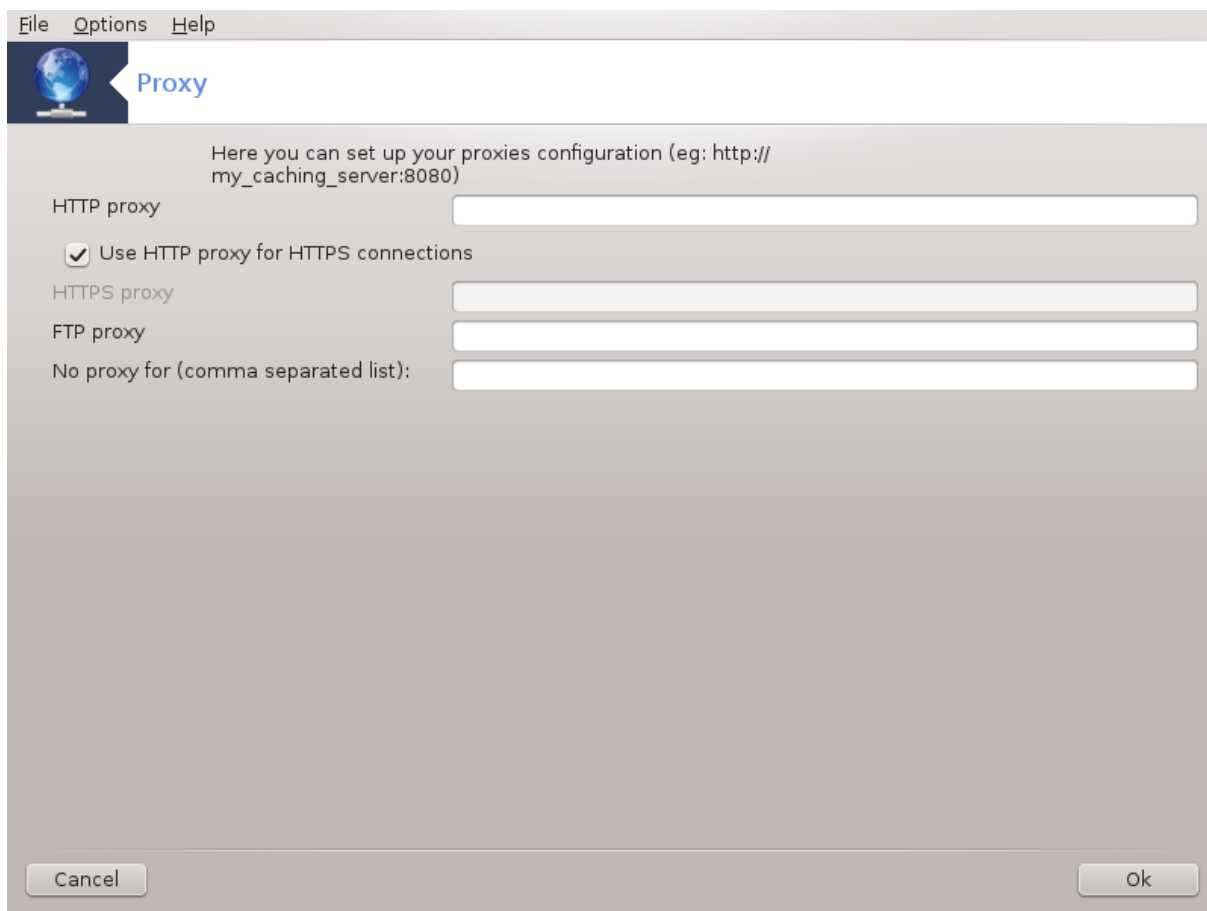 File Options Help
Proxy
Here you can set up your proxies configuration (eg: http://
my_caching_server:8080)
HTTP proxy
Use HTTP proxy for HTTPS connections
HTTPS proxy
FTP proxy
No proxy for (comma separated list):
Cancel Ok